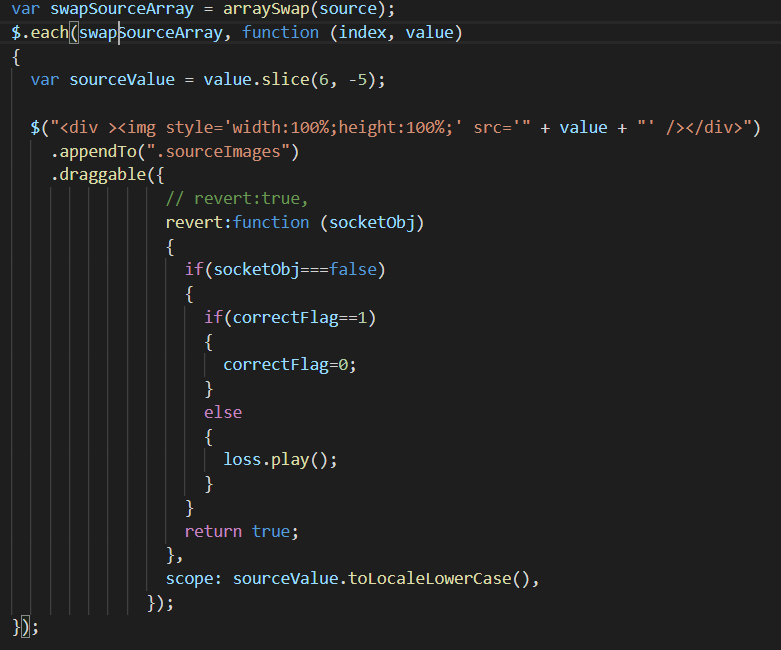 var swapSourceArray = arraySwap(source);
$.each(swapSourceArray, function (index, value)
{
var sourceValue = value.slice(6, -5);
$("<div ><img style='width:100%;height:100%;' src='" + value + "' /></div>")
.appendTo(".sourceImages")
.draggable({
// revert:true,
revert:function (socketObj)
{
if(socketObj===false)
{
if(correctFlag==1)
{
correctFlag=0;
}
else
{
loss.play();
}
}
return true;
},
scope: sourceValue.toLocaleLowerCase(),
});
});